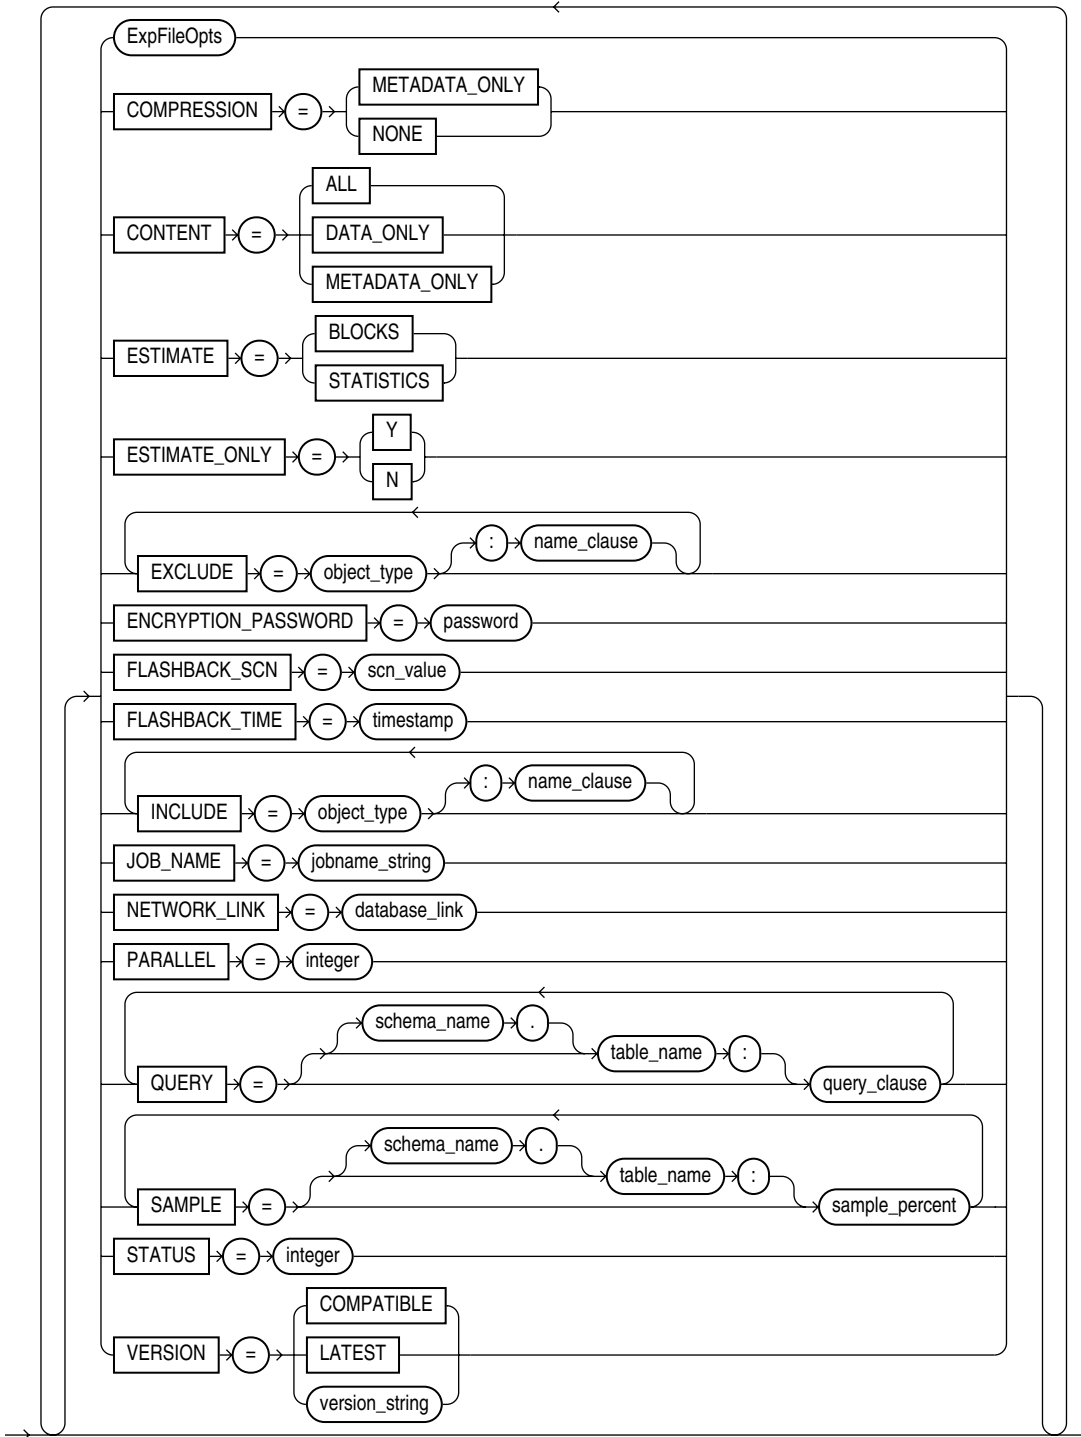 ExpFileOpts
METADATA_ONLY
COMPRESSION =
NONE
ALL
CONTENT = DATA_ONLY
METADATA_ONLY
BLOCKS
ESTIMATE =
STATISTICS
Y
ESTIMATE_ONLY =
N
: name_clause
EXCLUDE = object_type
ENCRYPTION_PASSWORD = password
FLASHBACK_SCN = scn_value
FLASHBACK_TIME = timestamp
: name_clause
INCLUDE = object_type
JOB_NAME = jobname_string
NETWORK_LINK = database_link
PARALLEL = integer
schema_name .
table_name :
QUERY = query_clause
schema_name .
table_name :
SAMPLE = sample_percent
STATUS = integer
COMPATIBLE
VERSION = LATEST
version_string